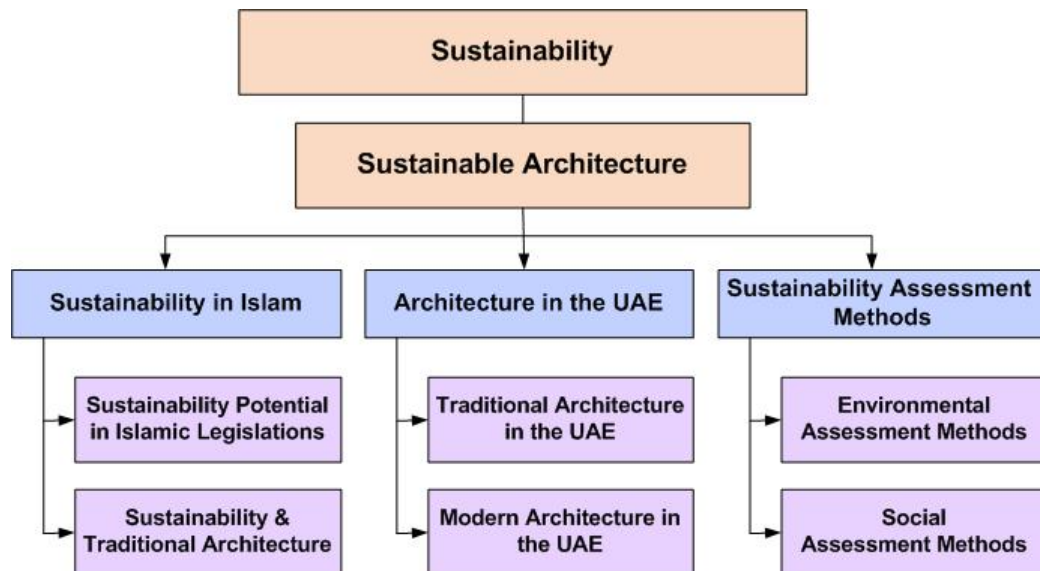 Sustainability
Sustainable Architecture
Sustainability in Islam
Architecture in the UAE
Sustainability Assessment
Methods
Sustainability Potential
in Islamic Legislations
Traditional Architecture
in the UAE
Environmental
Assessment Methods
Sustainability &
Traditional Architecture
Modern Architecture in
the UAE
Social
Assessment Methods